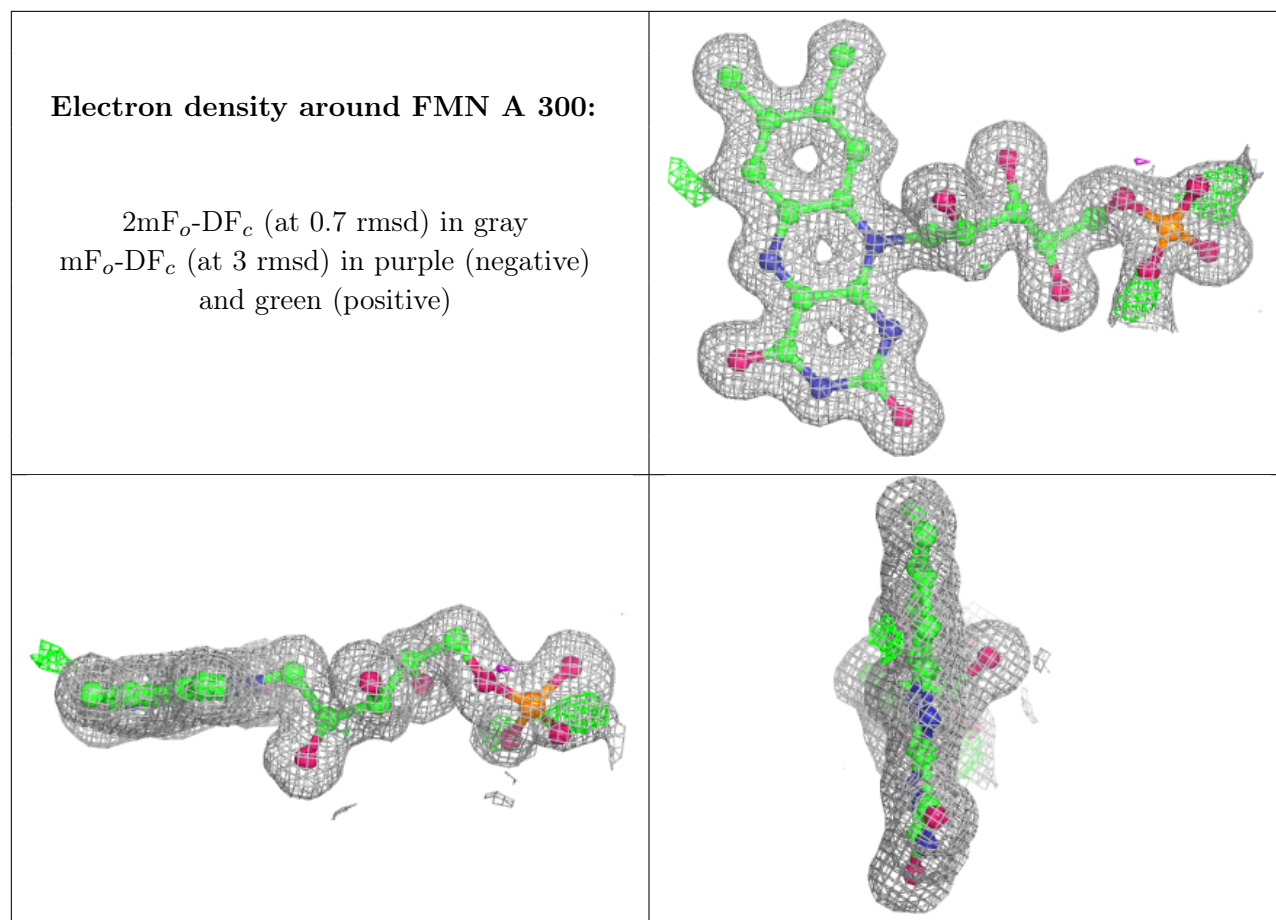 Electron density around FMN A 300:
2mFo-DFc (at 0.7 rmsd) in gray
mFo-DFc (at 3 rmsd) in purple (negative)
and green (positive)